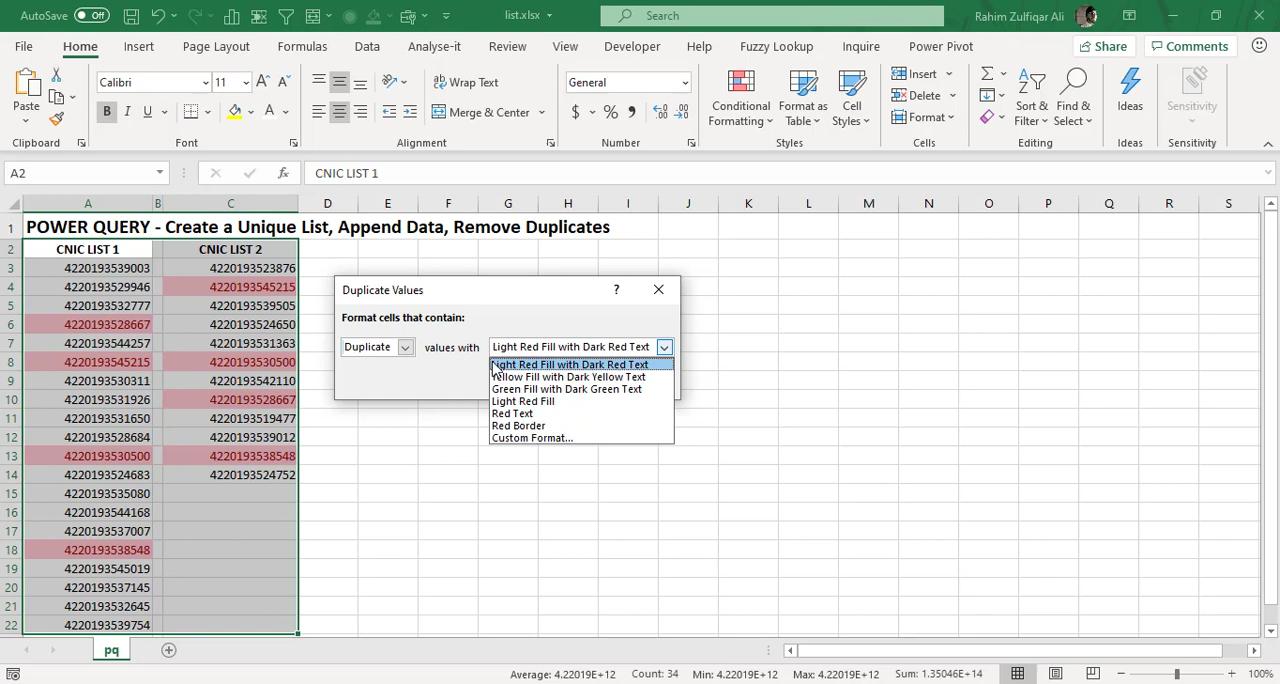 AutoSave Off list.xlsx Search Rahim Zulfiqar Ali
File Home Insert Page Layout Formulas Data Analyse-it Review View Developer Help Fuzzy Lookup Inquire Power Pivot Share Comments
Paste Calibri 11 Wrap Text General Conditional Formatting Format as Table Cell Styles Insert Sort & Filter Find & Select Ideas Sensitivity
B I U Merge & Center $ % Delete
Format
Clipboard Font Alignment Number Styles Cells Editing Ideas Sensitivity
A2 fx CNIC LIST 1
A B C D E F G H I J K L M N O P Q R S
1 POWER QUERY - Create a Unique List, Append Data, Remove Duplicates
2 CNIC LIST 1 CNIC LIST 2
3 4220193539003 4220193523876
4 4220193529946 4220193545215
5 4220193532777 4220193539505
6 4220193528667 4220193524650
7 4220193544257 4220193531363
8 4220193545215 4220193530500
9 4220193530311 4220193542110
10 4220193531926 4220193528667
11 4220193531650 4220193519477
12 4220193528684 4220193539012
13 4220193530500 4220193538548
14 4220193524683 4220193524752
15 4220193535080
16 4220193544168
17 4220193537007
18 4220193538548
19 4220193545019
20 4220193537145
21 4220193532645
22 4220193539754
Duplicate Values ?
Format cells that contain:
Duplicate values with Light Red Fill with Dark Red Text
Light Red Fill with Dark Red Text
Yellow Fill with Dark Yellow Text
Green Fill with Dark Green Text
Light Red Fill
Red Text
Red Border
Custom Format...
pq
Average: 4.22019E+12 Count: 34 Min: 4.22019E+12 Max: 4.22019E+12 Sum: 1.35046E+14 100%